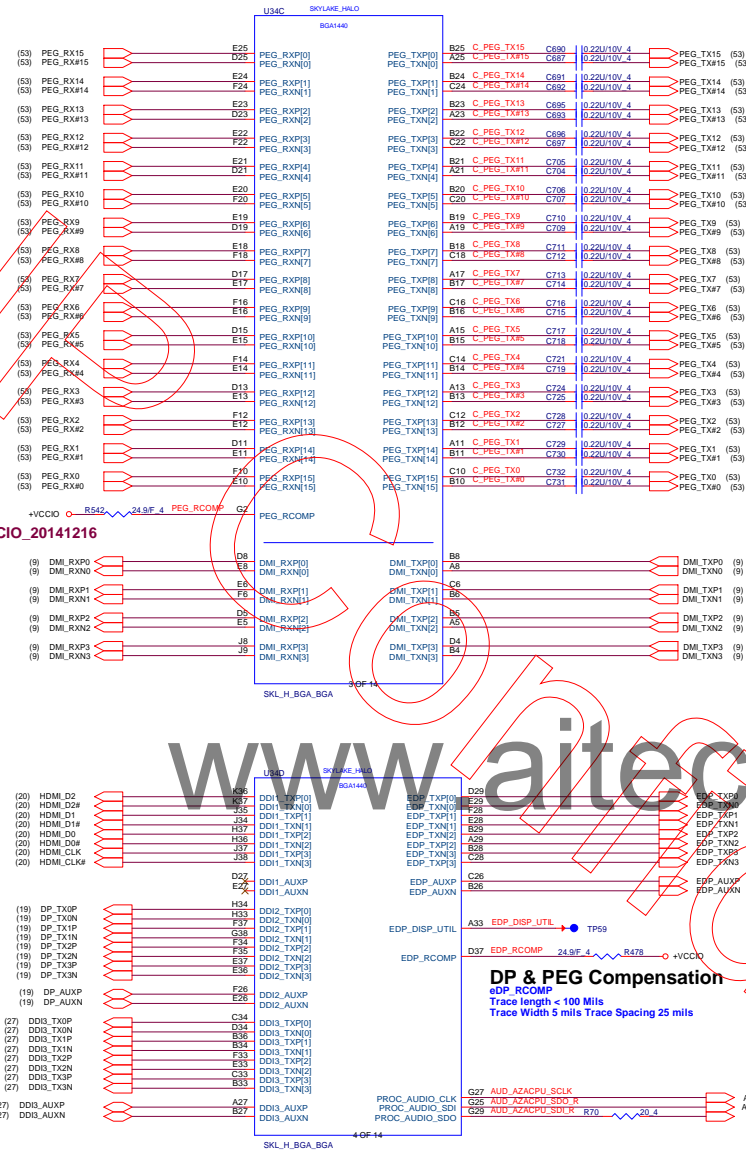 U34C SKYLAKE_HALO
BGA1440
(53) PEG_RX15 E25 PEG_RXP[0] PEG_TXP[0] B25 C_PEG_TX15 C690 0.22U/10V_4 PEG_TX15 (53)
(53) PEG_RX#15 D25 PEG_RXN[0] PEG_TXN[0] A25 C_PEG_TX#15 C687 PEG_TX#15 (53
(53) PEG_RX14 E24 PEG_RXP[1] PEG_TXP[1] B24 C_PEG_TX14 C691 0.22U/10V_4 PEG_TX14 (53)
(53) PEG_RX#14 F24 PEG_RXN[1] PEG_TXN[1] C24 C_PEG_TX#14 C692 0.22U/10V_4 PEG_TX#14 (53
(53) PEG_RX13 E23 PEG_RXP[2] PEG_TXP[2] B23 C_PEG_TX13 C695 0.22U/10V_4 PEG_TX13 (53)
(53) PEG_RX#13 D23 PEG_RXN[2] PEG_TXN[2] A23 C_PEG_TX#13 C693 0.22U/10V_4 PEG_TX#13 (53
(53) PEG_RX12 E22 PEG_RXP[3] PEG_TXP[3] B22 C_PEG_TX12 C696 0.22U/10V_4 PEG_TX12 (53)
(53) PEG_RX#12 F22 PEG_RXN[3] PEG_TXN[3] C22 C_PEG_TX#12 C697 0.22U/10V_4 PEG_TX#12 (53
(53) PEG_RX11 E21 PEG_RXP[4] PEG_TXP[4] B21 C_PEG_TX11 C705 0.22U/10V_4 PEG_TX11 (53)
(53) PEG_RX#11 D21 PEG_RXN[4] PEG_TXN[4] A21 C_PEG_TX#11 C704 0.22U/10V_4 PEG_TX#11 (53
(53) PEG_RX10 E20 PEG_RXP[5] PEG_TXP[5] B20 C_PEG_TX10 C706 0.22U/10V_4 PEG_TX10 (53)
(53) PEG_RX#10 F20 PEG_RXN[5] PEG_TXN[5] C20 C_PEG_TX#10 C707 0.22U/10V_4 PEG_TX#10 (53
(53) PEG_RX9 E19 PEG_RXP[6] PEG_TXP[6] B19 C_PEG_TX9 C710 0.22U/10V_4 PEG_TX9 (53)
(53) PEG_RX#9 D19 PEG_RXN[6] PEG_TXN[6] A19 C_PEG_TX#9 C709 0.22U/10V_4 PEG_TX#9 (53)
(53) PEG_RX8 E18 PEG_RXP[7] PEG_TXP[7] B18 C_PEG_TX8 C711 0.22U/10V_4 PEG_TX8 (53)
(53) PEG_RX#8 F18 PEG_RXN[7] PEG_TXN[7] C18 C_PEG_TX#8 C712 0.22U/10V_4 PEG_TX#8 (53)
(53) PEG_RX7 D17 PEG_RXP[8] PEG_TXP[8] A17 C_PEG_TX7 C713 0.22U/10V_4 PEG_TX7 (53)
(53) PEG_RX#7 E17 PEG_RXN[8] PEG_TXN[8] B17 C_PEG_TX#7 C714 0.22U/10V_4 PEG_TX#7 (53)
(53) PEG_RX6 F16 PEG_RXP[9] PEG_TXP[9] C16 C_PEG_TX6 C716 0.22U/10V_4 PEG_TX6 (53)
(53) PEG_RX#6 E16 PEG_RXN[9] PEG_TXN[9] B16 C_PEG_TX#6 C715 0.22U/10V_4 PEG_TX#6 (53)
(53) PEG_RX5 D15 PEG_RXP[10] PEG_TXP[10] A15 C_PEG_TX5 C717 0.22U/10V_4 PEG_TX5 (53)
(53) PEG_RX#5 E15 PEG_RXN[10] PEG_TXN[10] B15 C_PEG_TX#5 C718 0.22U/10V_4 PEG_TX#5 (53)
(53) PEG_RX4 F14 PEG_RXP[11] PEG_TXP[11] C14 C_PEG_TX4 C721 0.22U/10V_4 PEG_TX4 (53)
(53) PEG_RX#4 E14 PEG_RXN[11] PEG_TXN[11] B14 C_PEG_TX#4 C719 0.22U/10V_4 PEG_TX#4 (53)
(53) PEG_RX3 D13 PEG_RXP[12] PEG_TXP[12] A13 C_PEG_TX3 C724 0.22U/10V_4 PEG_TX3 (53)
(53) PEG_RX#3 E13 PEG_RXN[12] PEG_TXN[12] B13 C_PEG_TX#3 C725 0.22U/10V_4 PEG_TX#3 (53)
(53) PEG_RX2 F12 PEG_RXP[13] PEG_TXP[13] C12 C_PEG_TX2 C728 0.22U/10V_4 PEG_TX2 (53)
(53) PEG_RX#2 E12 PEG_RXN[13] PEG_TXN[13] B12 C_PEG_TX#2 C727 0.22U/10V_4 PEG_TX#2 (53)
(53) PEG_RX1 D11 PEG_RXP[14] PEG_TXP[14] A11 C_PEG_TX1 C729 0.22U/10V_4 PEG_TX1 (53)
(53) PEG_RX#1 E11 PEG_RXN[14] PEG_TXN[14] B11 C_PEG_TX#1 C730 0.22U/10V_4 PEG_TX#1 (53)
(53) PEG_RX0 F10 PEG_RXP[15] PEG_TXP[15] C10 C_PEG_TX0 C732 0.22U/10V_4 PEG_TX0 (53)
(53) PEG_RX#0 E10 PEG_RXN[15] PEG_TXN[15] B10 C_PEG_TX#0 C731 0.22U/10V_4 PEG_TX#0 (53)
+VCCIO R542 24.9/F_4 PEG_RCOMP G2 PEG_RCOMP
CIO_20141216
(9) DMI_RXP0 D8 DMI_RXP[0] DMI_TXP[0] B8 DMI_TXP0 (9)
(9) DMI_RXN0 E8 DMI_RXN[0] DMI_TXN[0] A8 DMI_TXN0 (9)
(9) DMI_RXP1 E6 DMI_RXP[1] DMI_TXP[1] C6 DMI_TXP1 (9)
(9) DMI_RXN1 F6 DMI_RXN[1] DMI_TXN[1] B6 DMI_TXN1 (9)
(9) DMI_RXP2 D5 DMI_RXP[2] DMI_TXP[2] B5 DMI_TXP2 (9)
(9) DMI_RXN2 E5 DMI_RXN[2] DMI_TXN[2] A5 DMI_TXN2 (9)
(9) DMI_RXP3 J8 DMI_RXP[3] DMI_TXP[3] D4 DMI_TXP3 (9)
(9) DMI_RXN3 J9 DMI_RXN[3] DMI_TXN[3] B4 DMI_TXN3 (9)
3 OF 14
SKL_H_BGA_BGA
www.aitec
U34D SKYLAKE_HALO
BGA1440
(20) HDMI_D2 K36 DDI1_TXP[0] EDP_TXP[0] D29 EDP_TXP0
(20) HDMI_D2# K37 DDI1_TXN[0] EDP_TXN[0] E29 EDP_TXN0
(20) HDMI_D1 J35 DDI1_TXP[1] EDP_TXP[1] F28 EDP_TXP1
(20) HDMI_D1# J34 DDI1_TXN[1] EDP_TXN[1] E28 EDP_TXN1
(20) HDMI_D0 H37 DDI1_TXP[2] EDP_TXP[2] B29 EDP_TXP2
(20) HDMI_D0# H36 DDI1_TXN[2] EDP_TXN[2] A29 EDP_TXN2
(20) HDMI_CLK J37 DDI1_TXP[3] EDP_TXP[3] B28 EDP_TXP3
(20) HDMI_CLK# J38 DDI1_TXN[3] EDP_TXN[3] C28 EDP_TXN3
D27 DDI1_AUXP EDP_AUXP C26 EDP_AUXP
E27 DDI1_AUXN EDP_AUXN B26 EDP_AUXN
(19) DP_TX0P H34 DDI2_TXP[0]
(19) DP_TX0N H33 DDI2_TXN[0]
(19) DP_TX1P F37 DDI2_TXP[1] EDP_DISP_UTIL A33 EDP_DISP_UTIL TP59
(19) DP_TX1N G38 DDI2_TXN[1]
(19) DP_TX2P F34 DDI2_TXP[2]
(19) DP_TX2N F35 DDI2_TXN[2] EDP_RCOMP D37 EDP_RCOMP 24.9/F_4 R478 +VCCIO
(19) DP_TX3P E37 DDI2_TXP[3]
(19) DP_TX3N E36 DDI2_TXN[3]
DP & PEG Compensation
eDP_RCOMP
Trace length < 100 Mils
Trace Width 5 mils Trace Spacing 25 mils
(19) DP_AUXP F26 DDI2_AUXP
(19) DP_AUXN E26 DDI2_AUXN
(27) DDI3_TX0P C34 DDI3_TXP[0]
(27) DDI3_TX0N D34 DDI3_TXN[0]
(27) DDI3_TX1P B36 DDI3_TXP[1]
(27) DDI3_TX1N B34 DDI3_TXN[1]
(27) DDI3_TX2P F33 DDI3_TXP[2]
(27) DDI3_TX2N E33 DDI3_TXN[2]
(27) DDI3_TX3P C33 DDI3_TXP[3]
(27) DDI3_TX3N B33 DDI3_TXN[3]
27) DDI3_AUXP A27 DDI3_AUXP
27) DDI3_AUXN B27 DDI3_AUXN
PROC_AUDIO_CLK G27 AUD_AZACPU_SCLK A
PROC_AUDIO_SDI G25 AUD_AZACPU_SDO_R A
PROC_AUDIO_SDO G29 AUD_AZACPU_SDI_R R70 20_4
4 OF 14
SKL_H_BGA_BGA